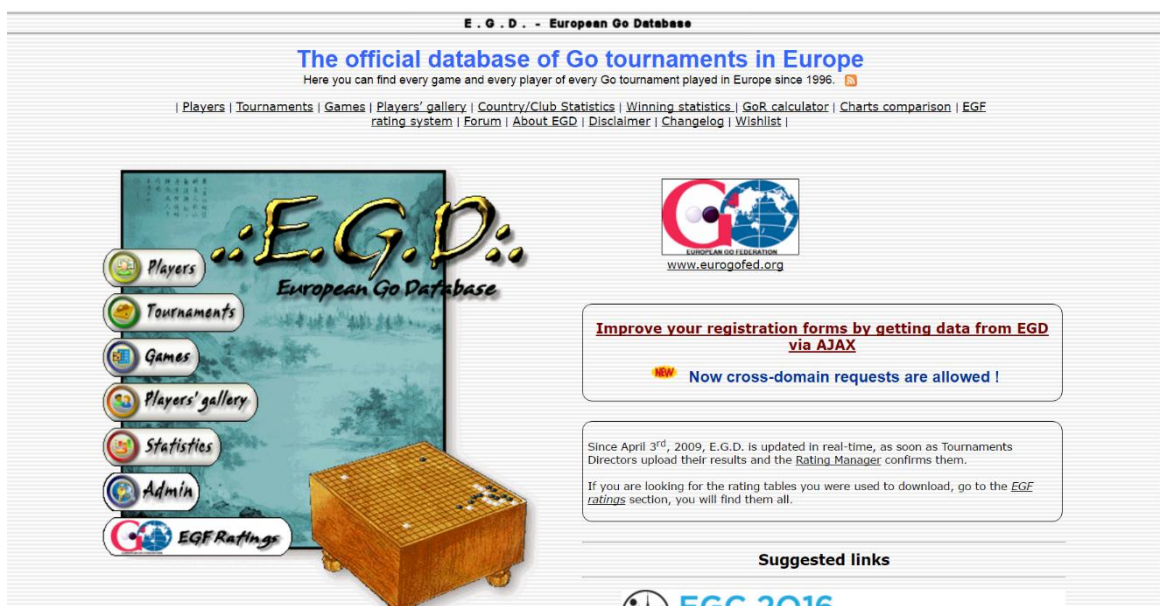 E.G.D. - European Go Database
The official database of Go tournaments in Europe
Here you can find every game and every player of every Go tournament played in Europe since 1996.
| Players | Tournaments | Games | Players' gallery | Country/Club Statistics | Winning statistics | GoR calculator | Charts comparison | EGF
rating system | Forum | About EGD | Disclaimer | Changelog | Wishlist |
.:E.G.D:.
European Go Database
Players
Tournaments
Games
Players' gallery
Statistics
Admin
EGF Ratings
GO
EUROPEAN GO FEDERATION
www.eurogofed.org
Improve your registration forms by getting data from EGD
via AJAX
NEW Now cross-domain requests are allowed !
Since April 3rd, 2009, E.G.D. is updated in real-time, as soon as Tournaments
Directors upload their results and the Rating Manager confirms them.
If you are looking for the rating tables you were used to download, go to the EGF
ratings section, you will find them all.
Suggested links
EGC 2016